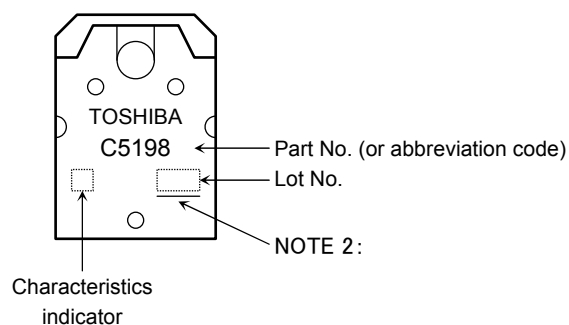 TOSHIBA
C5198
Part No. (or abbreviation code)
Lot No.
NOTE 2:
Characteristics
indicator